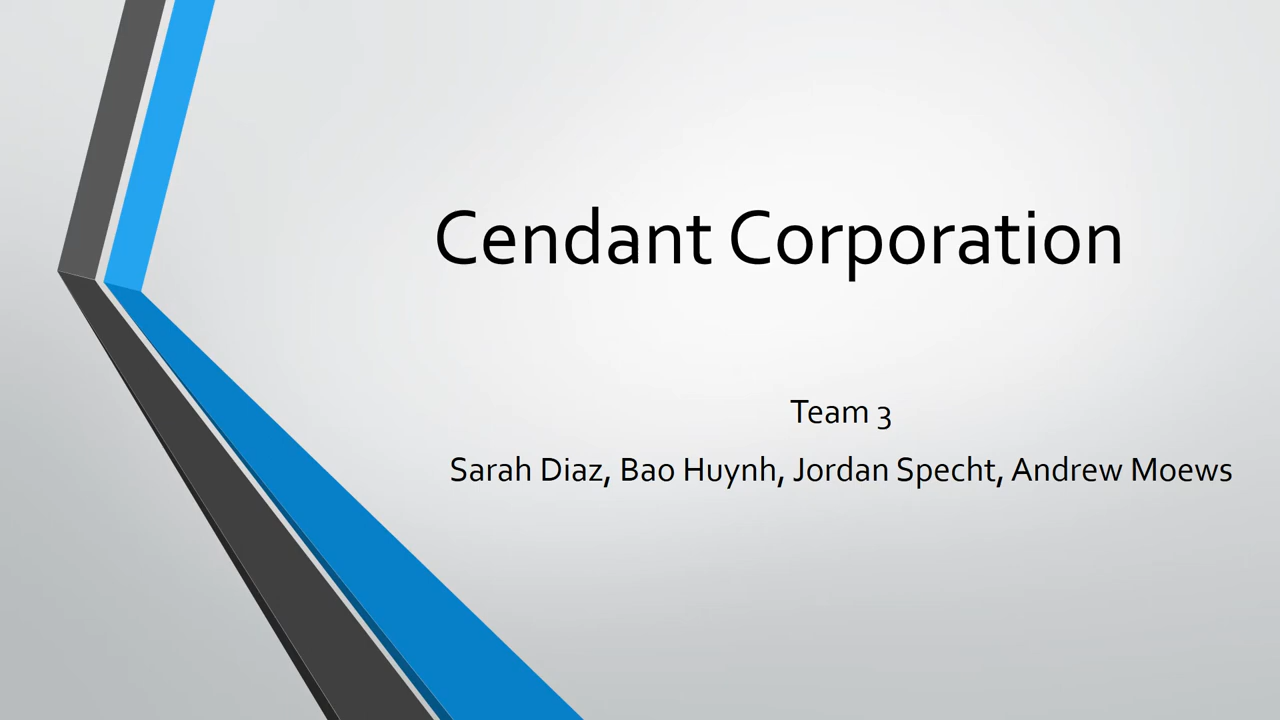 Cendant Corporation
Team 3
Sarah Diaz, Bao Huynh, Jordan Specht, Andrew Moews